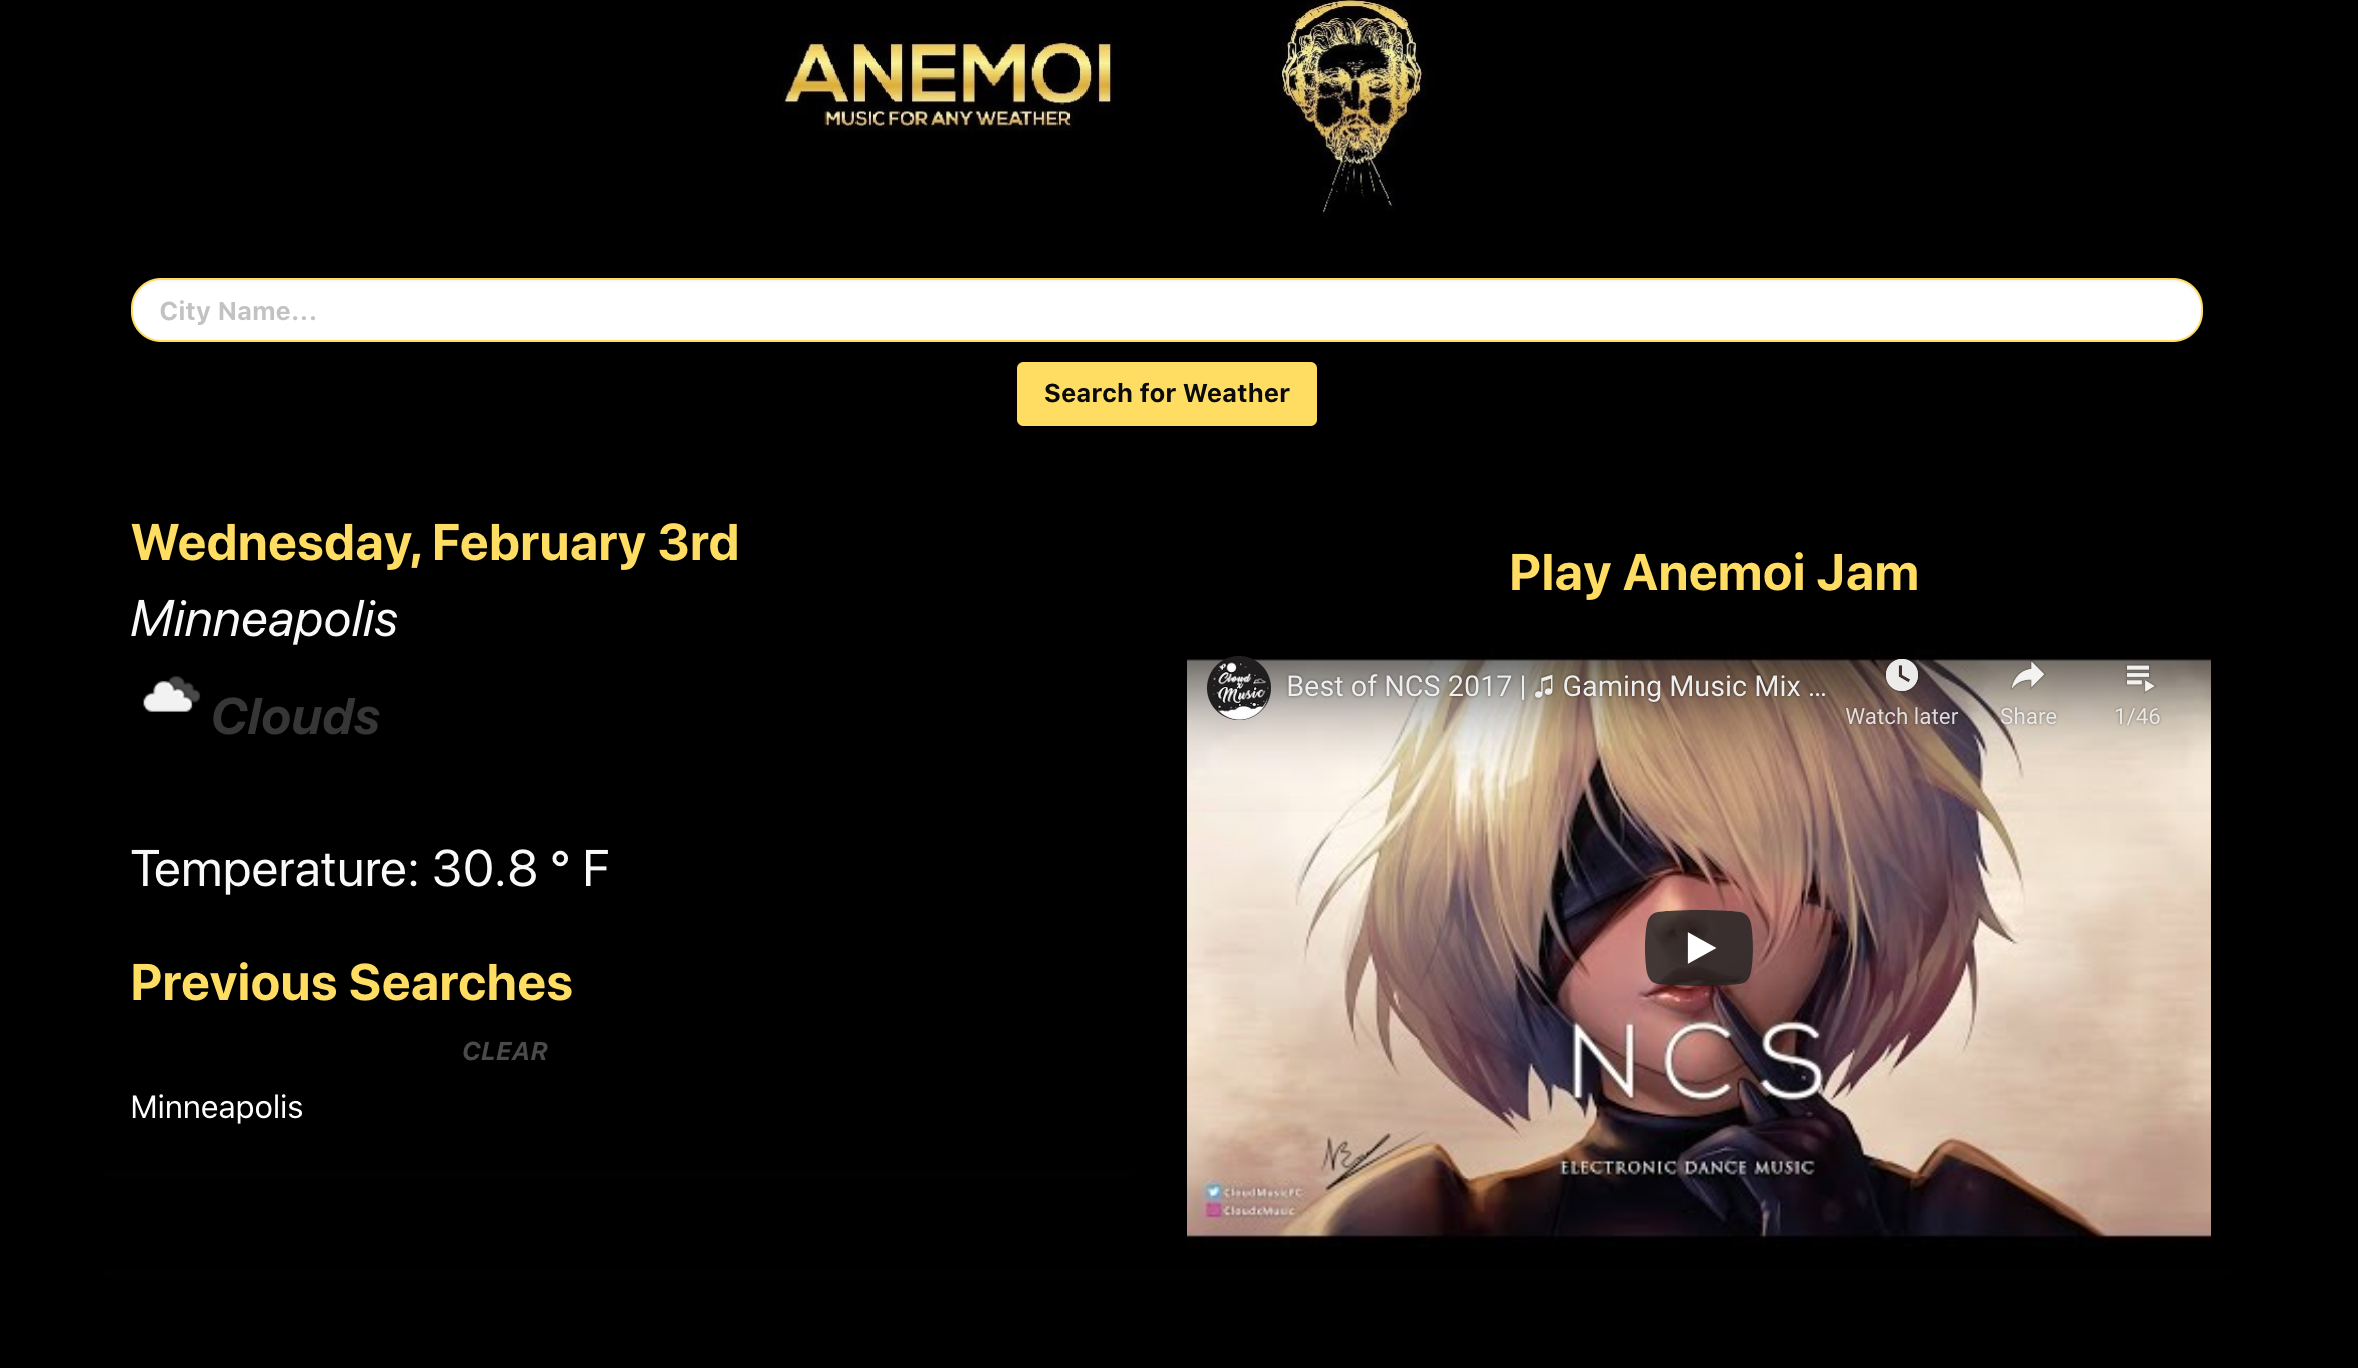 ANEMOI
MUSIC FOR ANY WEATHER
City Name...
Search for Weather
Wednesday, February 3rd
Minneapolis
Clouds
Temperature: 30.8 ° F
Previous Searches
CLEAR
Minneapolis
Play Anemoi Jam
Cloud x Music
Best of NCS 2017 | ♫ Gaming Music Mix ...
Watch later
Share
1/46
NCS
ELECTRONIC DANCE MUSIC
CloudMusicFC
CloudxMusic